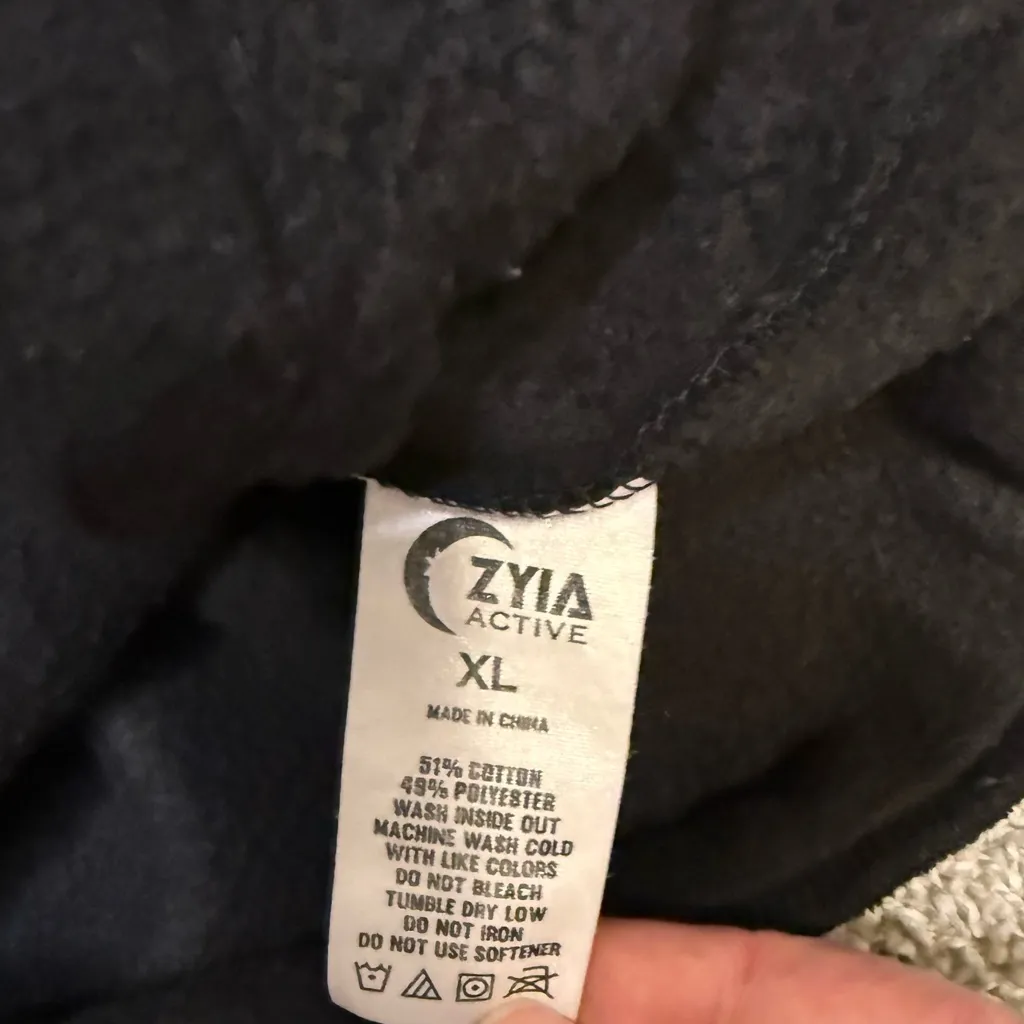 ZYIA
ACTIVE
XL
MADE IN CHINA
51% COTTON
49% POLYESTER
WASH INSIDE OUT
MACHINE WASH COLD
WITH LIKE COLORS
DO NOT BLEACH
TUMBLE DRY LOW
DO NOT IRON
DO NOT USE SOFTENER